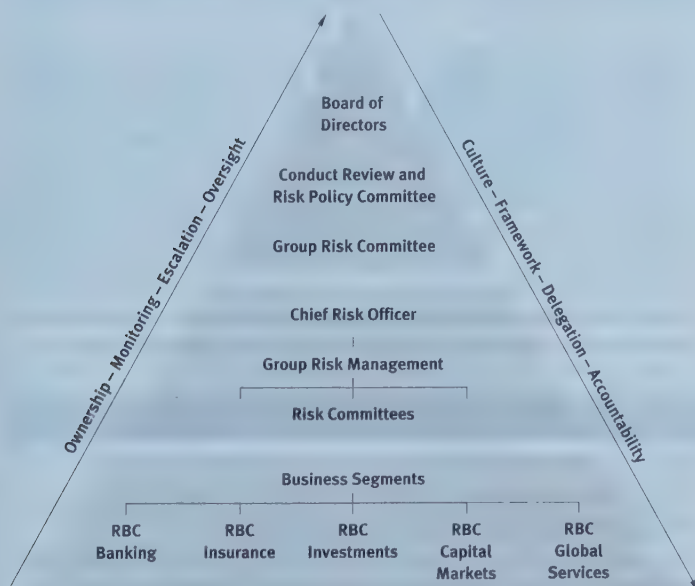 Board of
Directors
Ownership – Monitoring – Escalation – Oversight
Culture – Framework – Delegation – Accountability
Conduct Review and
Risk Policy Committee
Group Risk Committee
Chief Risk Officer
Group Risk Management
Risk Committees
Business Segments
RBC
Banking
RBC
Insurance
RBC
Investments
RBC
Capital
Markets
RBC
Global
Services